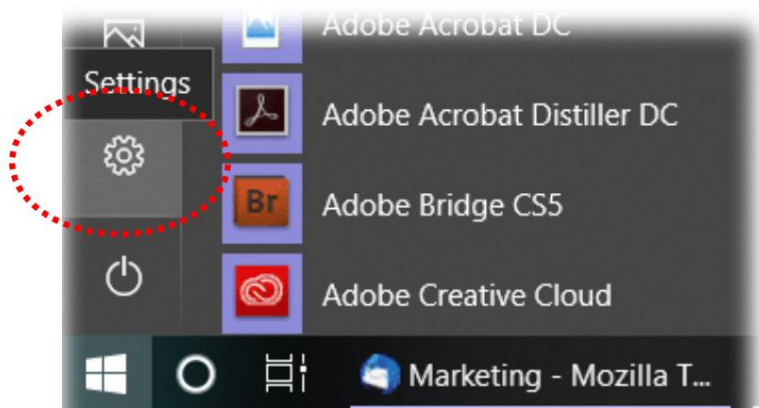 Adobe Acrobat DC
Settings
Adobe Acrobat Distiller DC
Br
Adobe Bridge CS5
Adobe Creative Cloud
Marketing - Mozilla T...